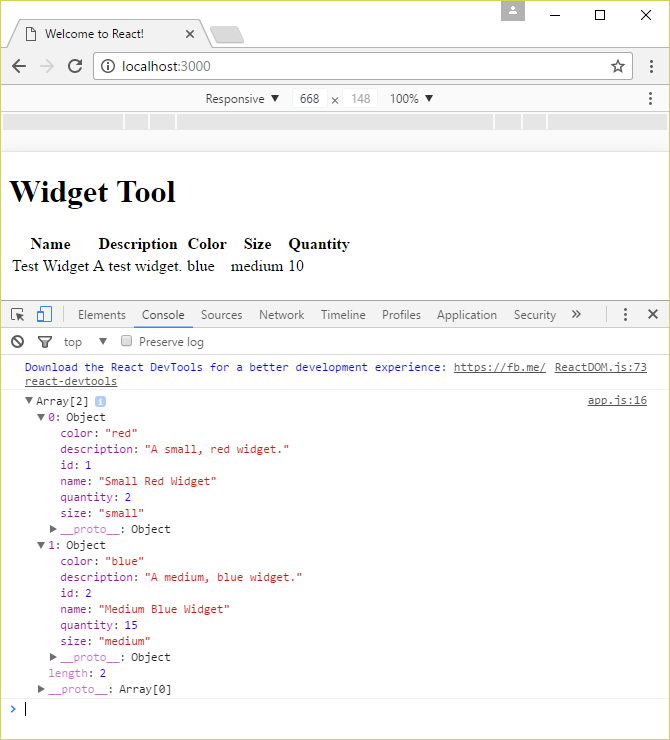 Welcome to React!
localhost:3000
Responsive ▼ 668 × 148 100% ▼
Widget Tool
Name Description Color Size Quantity
Test Widget A test widget. blue medium 10
Elements Console Sources Network Timeline Profiles Application Security »
top ▼ Preserve log
Download the React DevTools for a better development experience: https://fb.me/ ReactDOM.js:73
react-devtools
▼Array[2] i app.js:16
▼0: Object
color: "red"
description: "A small, red widget."
id: 1
name: "Small Red Widget"
quantity: 2
size: "small"
▶__proto__: Object
▼1: Object
color: "blue"
description: "A medium, blue widget."
id: 2
name: "Medium Blue Widget"
quantity: 15
size: "medium"
▶__proto__: Object
length: 2
▶__proto__: Array[0]
>